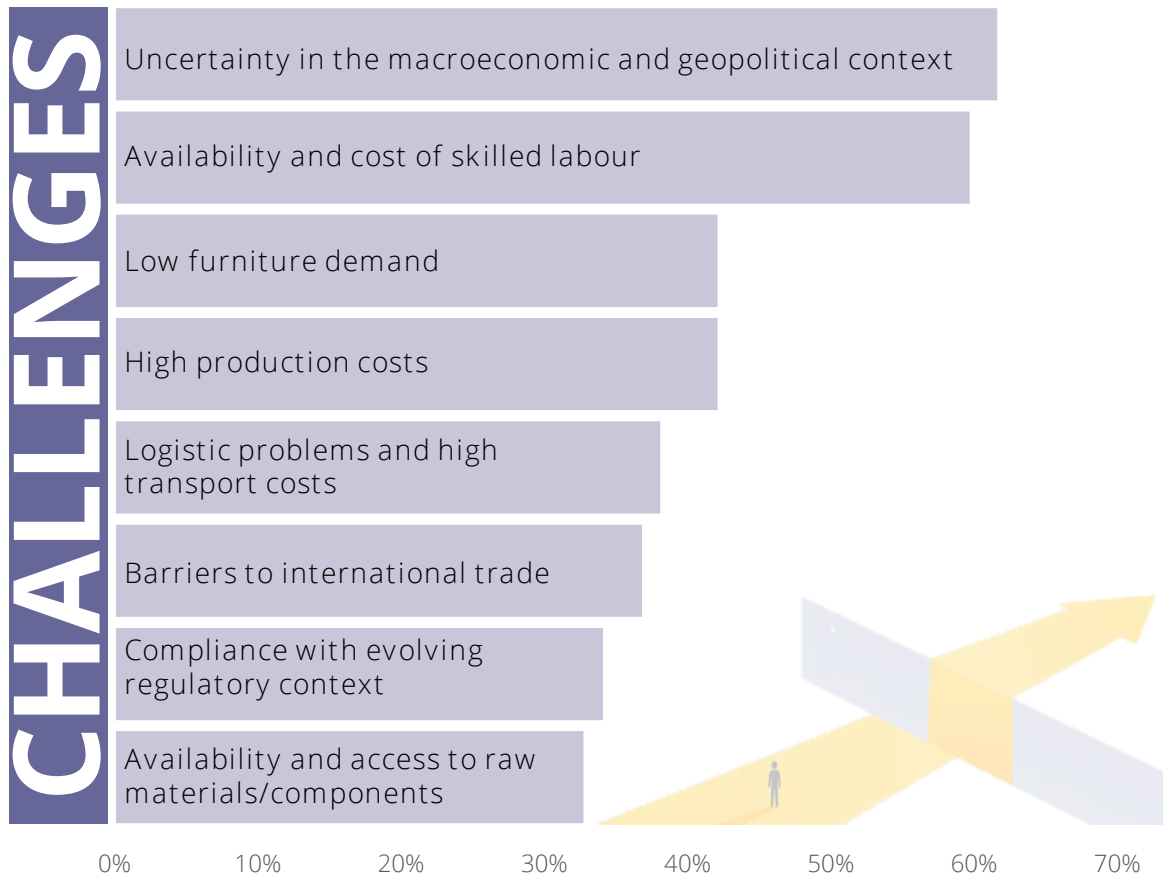 CHALLENGES
Uncertainty in the macroeconomic and geopolitical context
Availability and cost of skilled labour
Low furniture demand
High production costs
Logistic problems and high
transport costs
Barriers to international trade
Compliance with evolving
regulatory context
Availability and access to raw
materials/components
0% 10% 20% 30% 40% 50% 60% 70%